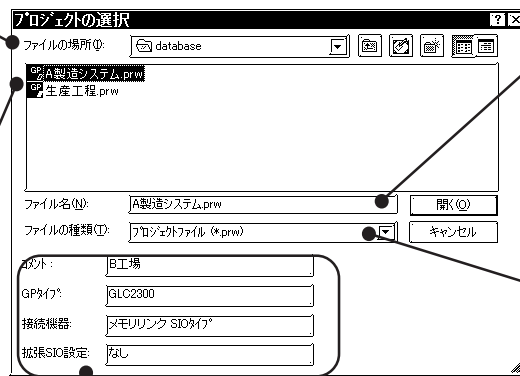 プロジェクトの選択
ファイルの場所(I): database
A製造システム.prw
生産工程.prw
ファイル名(N): A製造システム.prw 開く(O)
ファイルの種類(T): プロジェクトファイル (*.prw) キャンセル
コメント: B工場
GPタイプ: GLC2300
接続機器: メモリリンク SIOタイプ
拡張SIO設定: なし